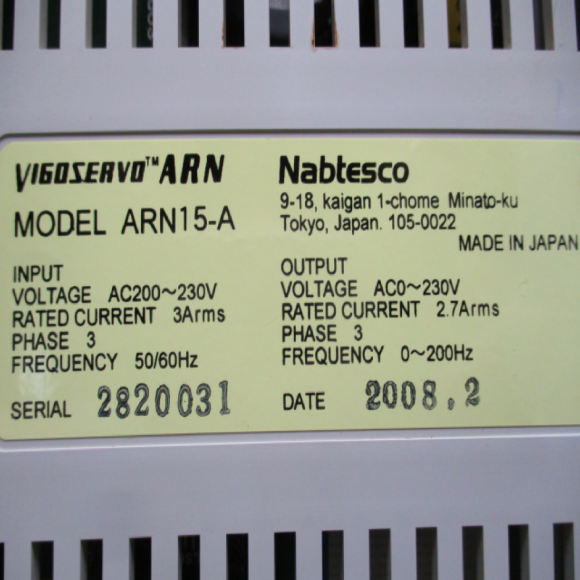 VIGOSERVO™ ARN
MODEL ARN15-A
INPUT
VOLTAGE AC200～230V
RATED CURRENT 3Arms
PHASE 3
FREQUENCY 50/60Hz
SERIAL 2820031
Nabtesco
9-18, kaigan 1-chome Minato-ku
Tokyo, Japan. 105-0022
MADE IN JAPAN
OUTPUT
VOLTAGE AC0～230V
RATED CURRENT 2.7Arms
PHASE 3
FREQUENCY 0～200Hz
DATE 2008.2